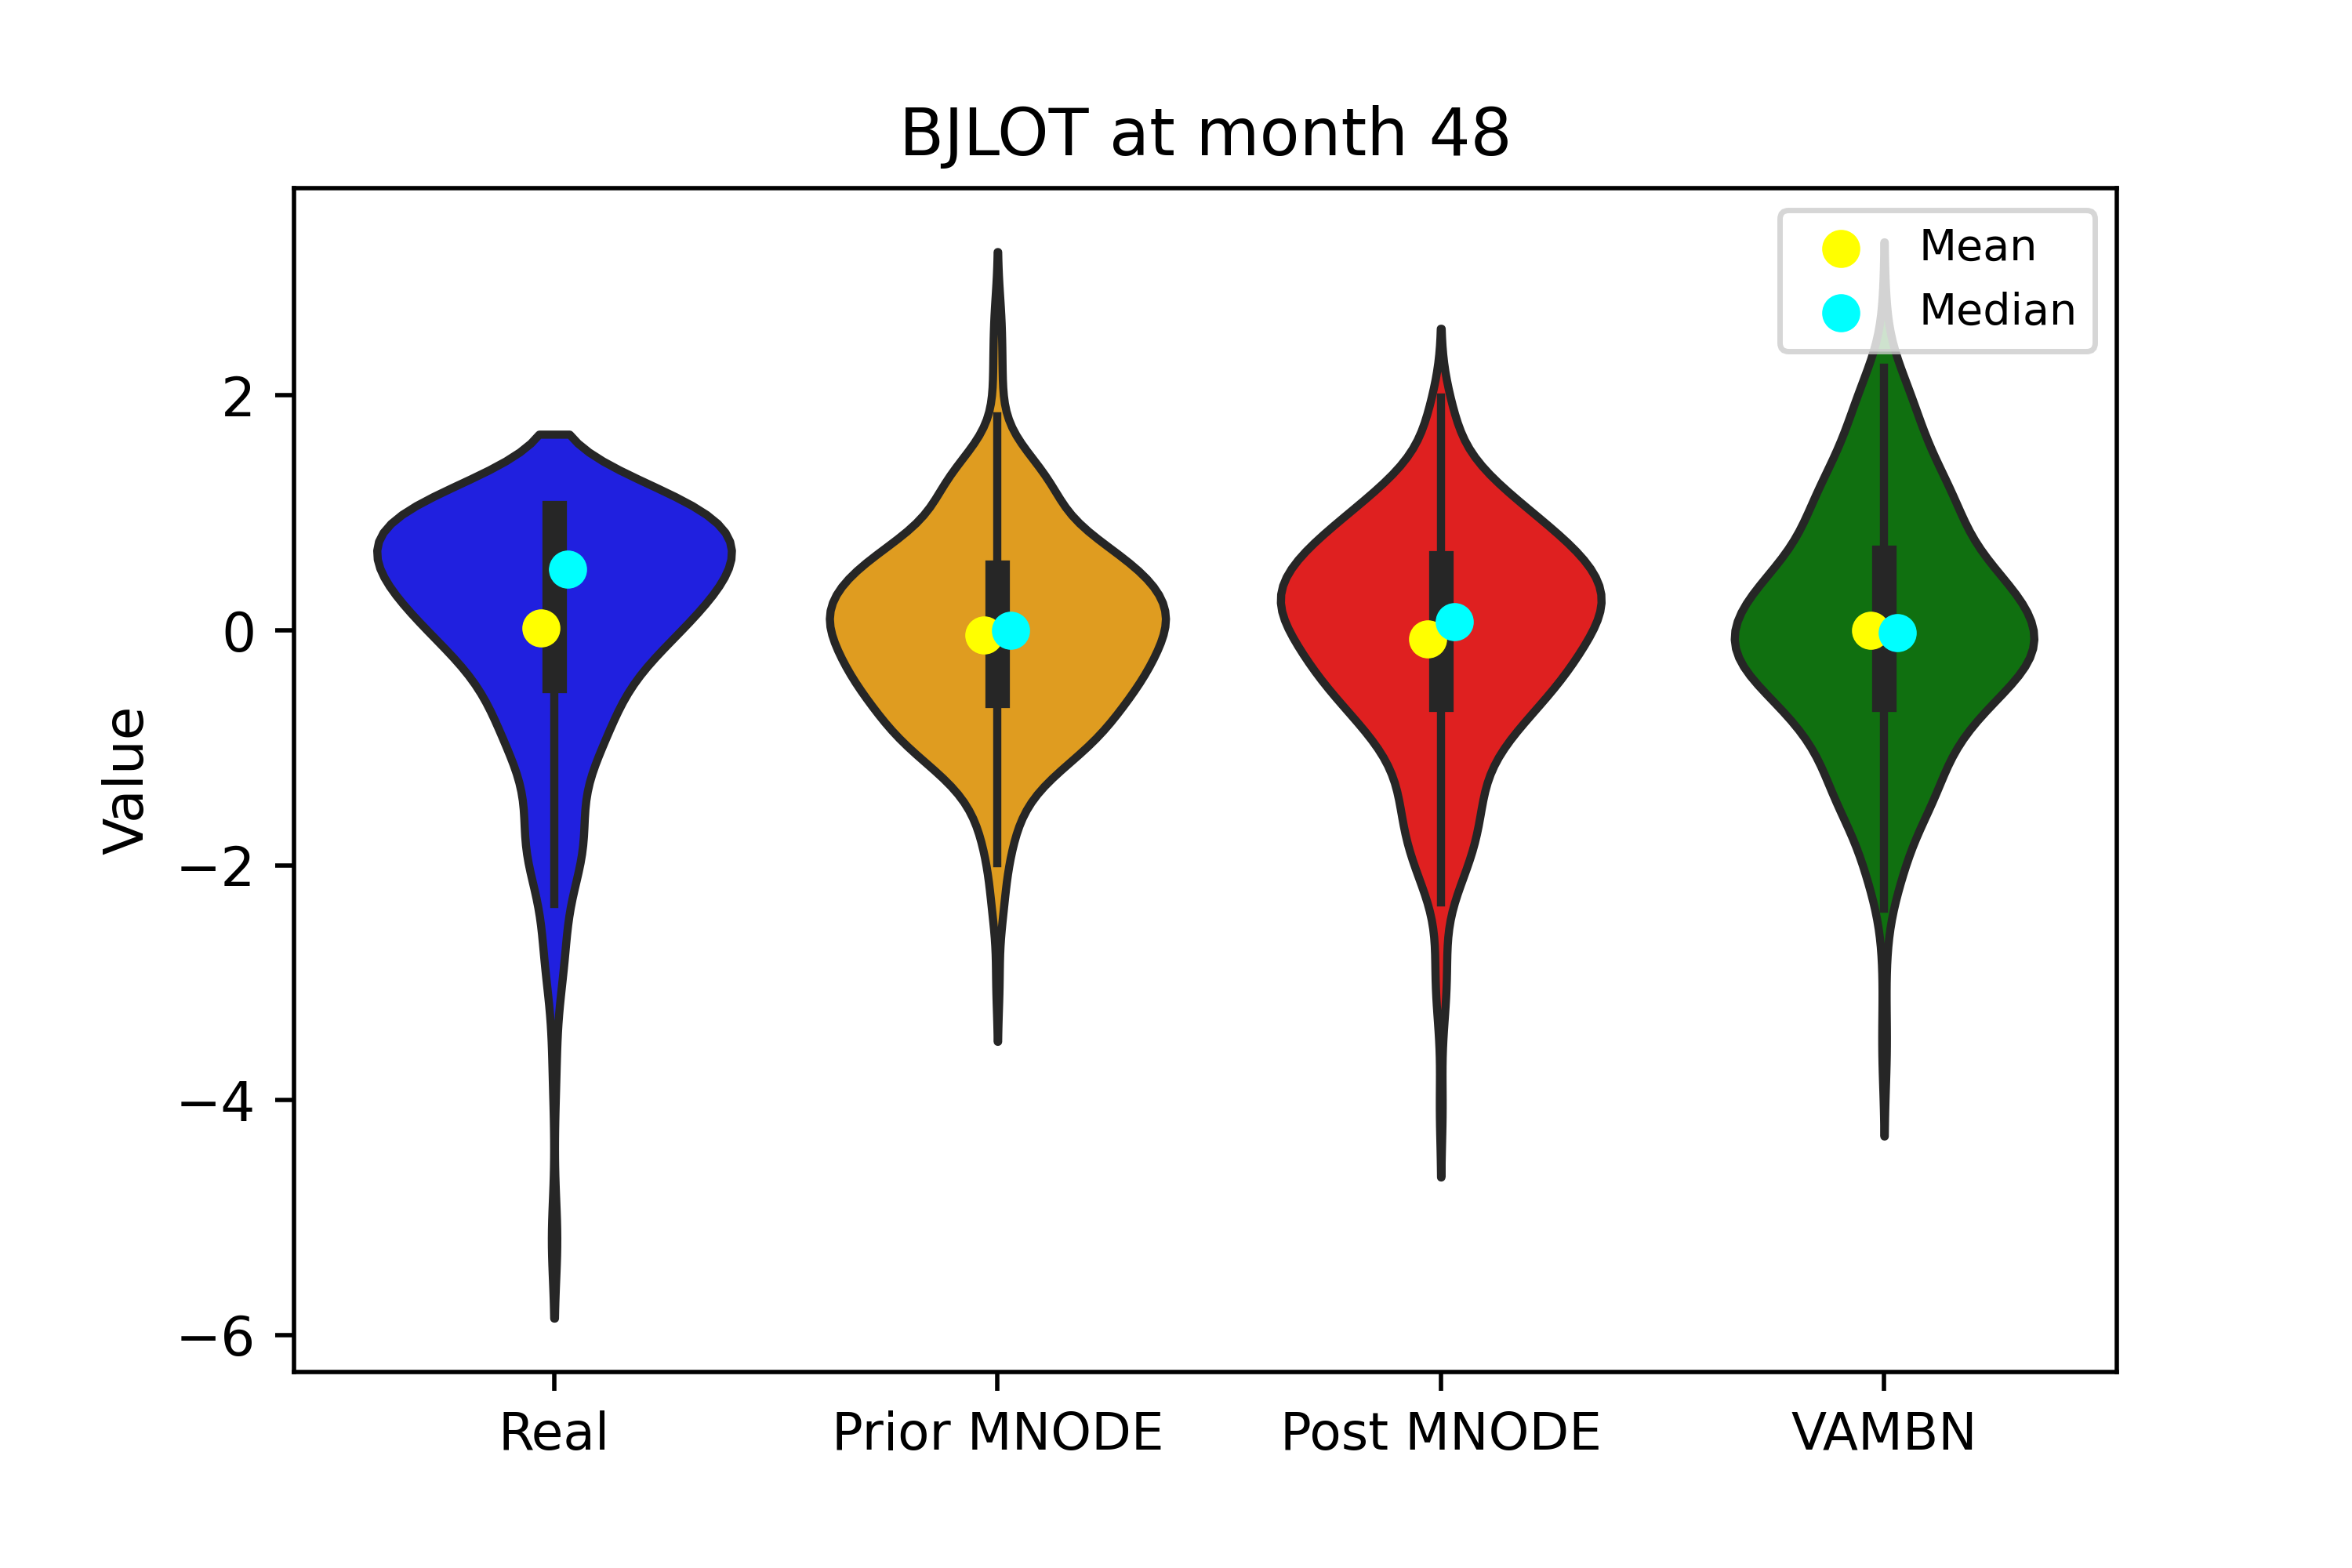 BJLOT at month 48
Mean
Median
Value
2
0
−2
−4
−6
Real
Prior MNODE
Post MNODE
VAMBN